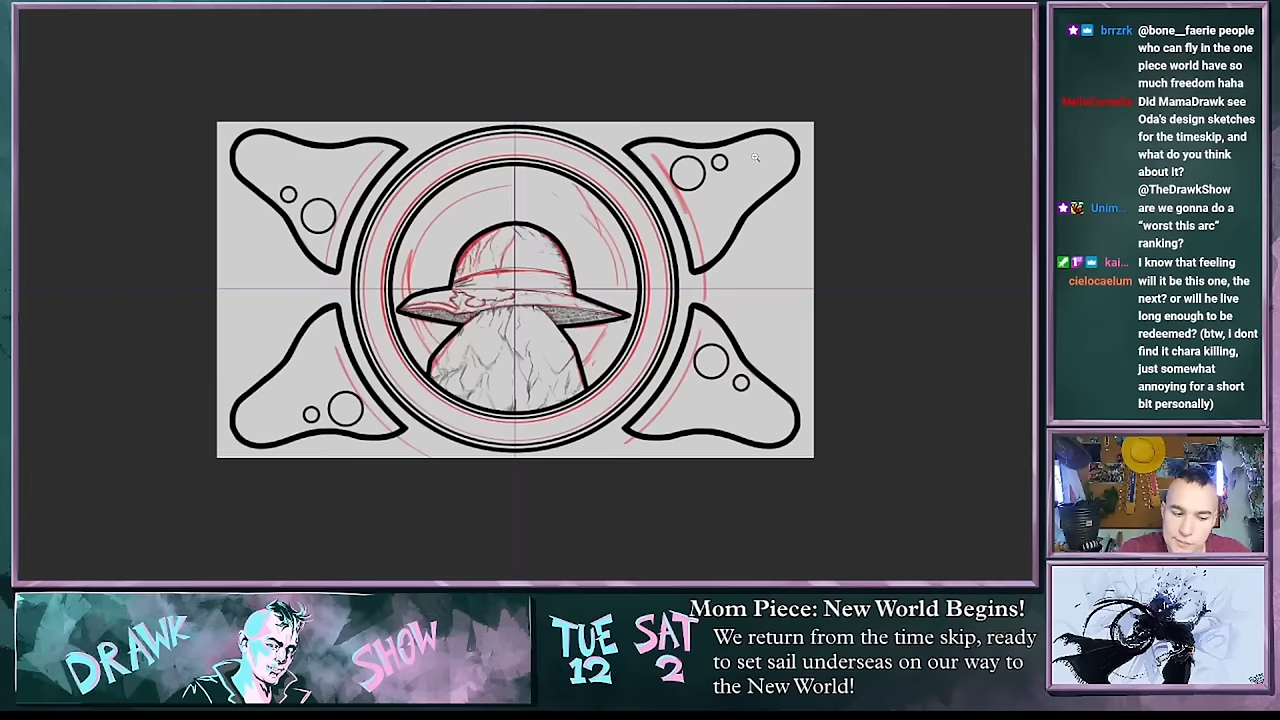 brrzrk @bone__faerie people
who can fly in the one
piece world have so
much freedom haha
Did MamaDrawk see
Oda's design sketches
for the timeskip, and
what do you think
about it?
@TheDrawkShow
Unim... are we gonna do a
"worst this arc"
ranking?
kai... I know that feeling
cielocaelum will it be this one, the
next? or will he live
long enough to be
redeemed? (btw, i dont
find it chara killing,
just somewhat
annoying for a short
bit personally)
DRAWK SHOW
TUE SAT
12 2
Mom Piece: New World Begins!
We return from the time skip, ready
to set sail underseas on our way to
the New World!